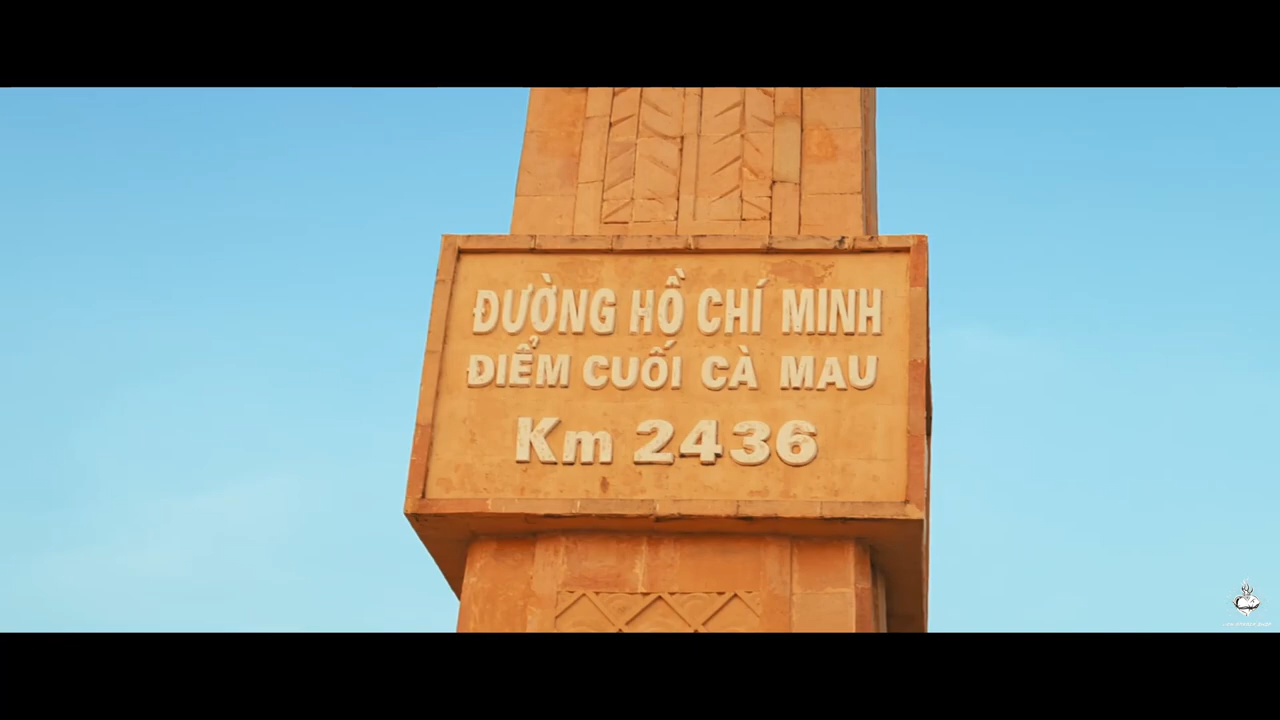 ĐƯỜNG HỒ CHÍ MINH
ĐIỂM CUỐI CÀ MAU
Km 2436